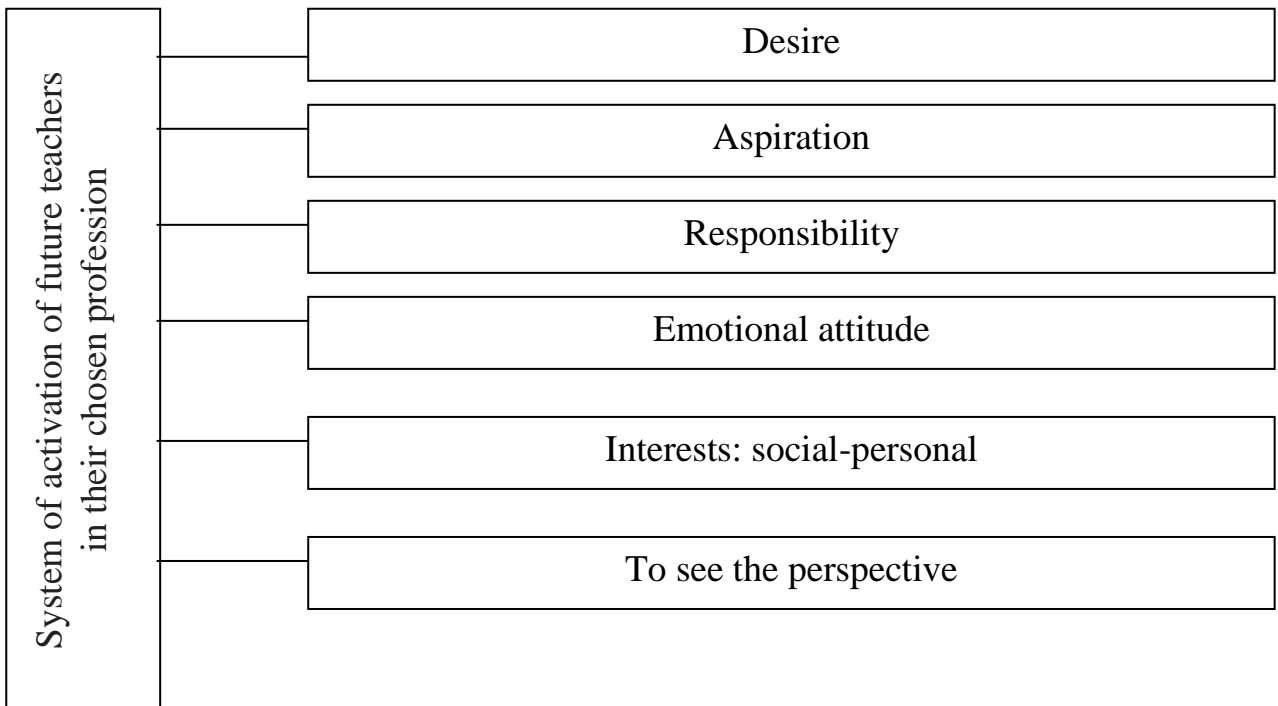 System of activation of future teachers
in their chosen profession
Desire
Aspiration
Responsibility
Emotional attitude
Interests: social-personal
To see the perspective